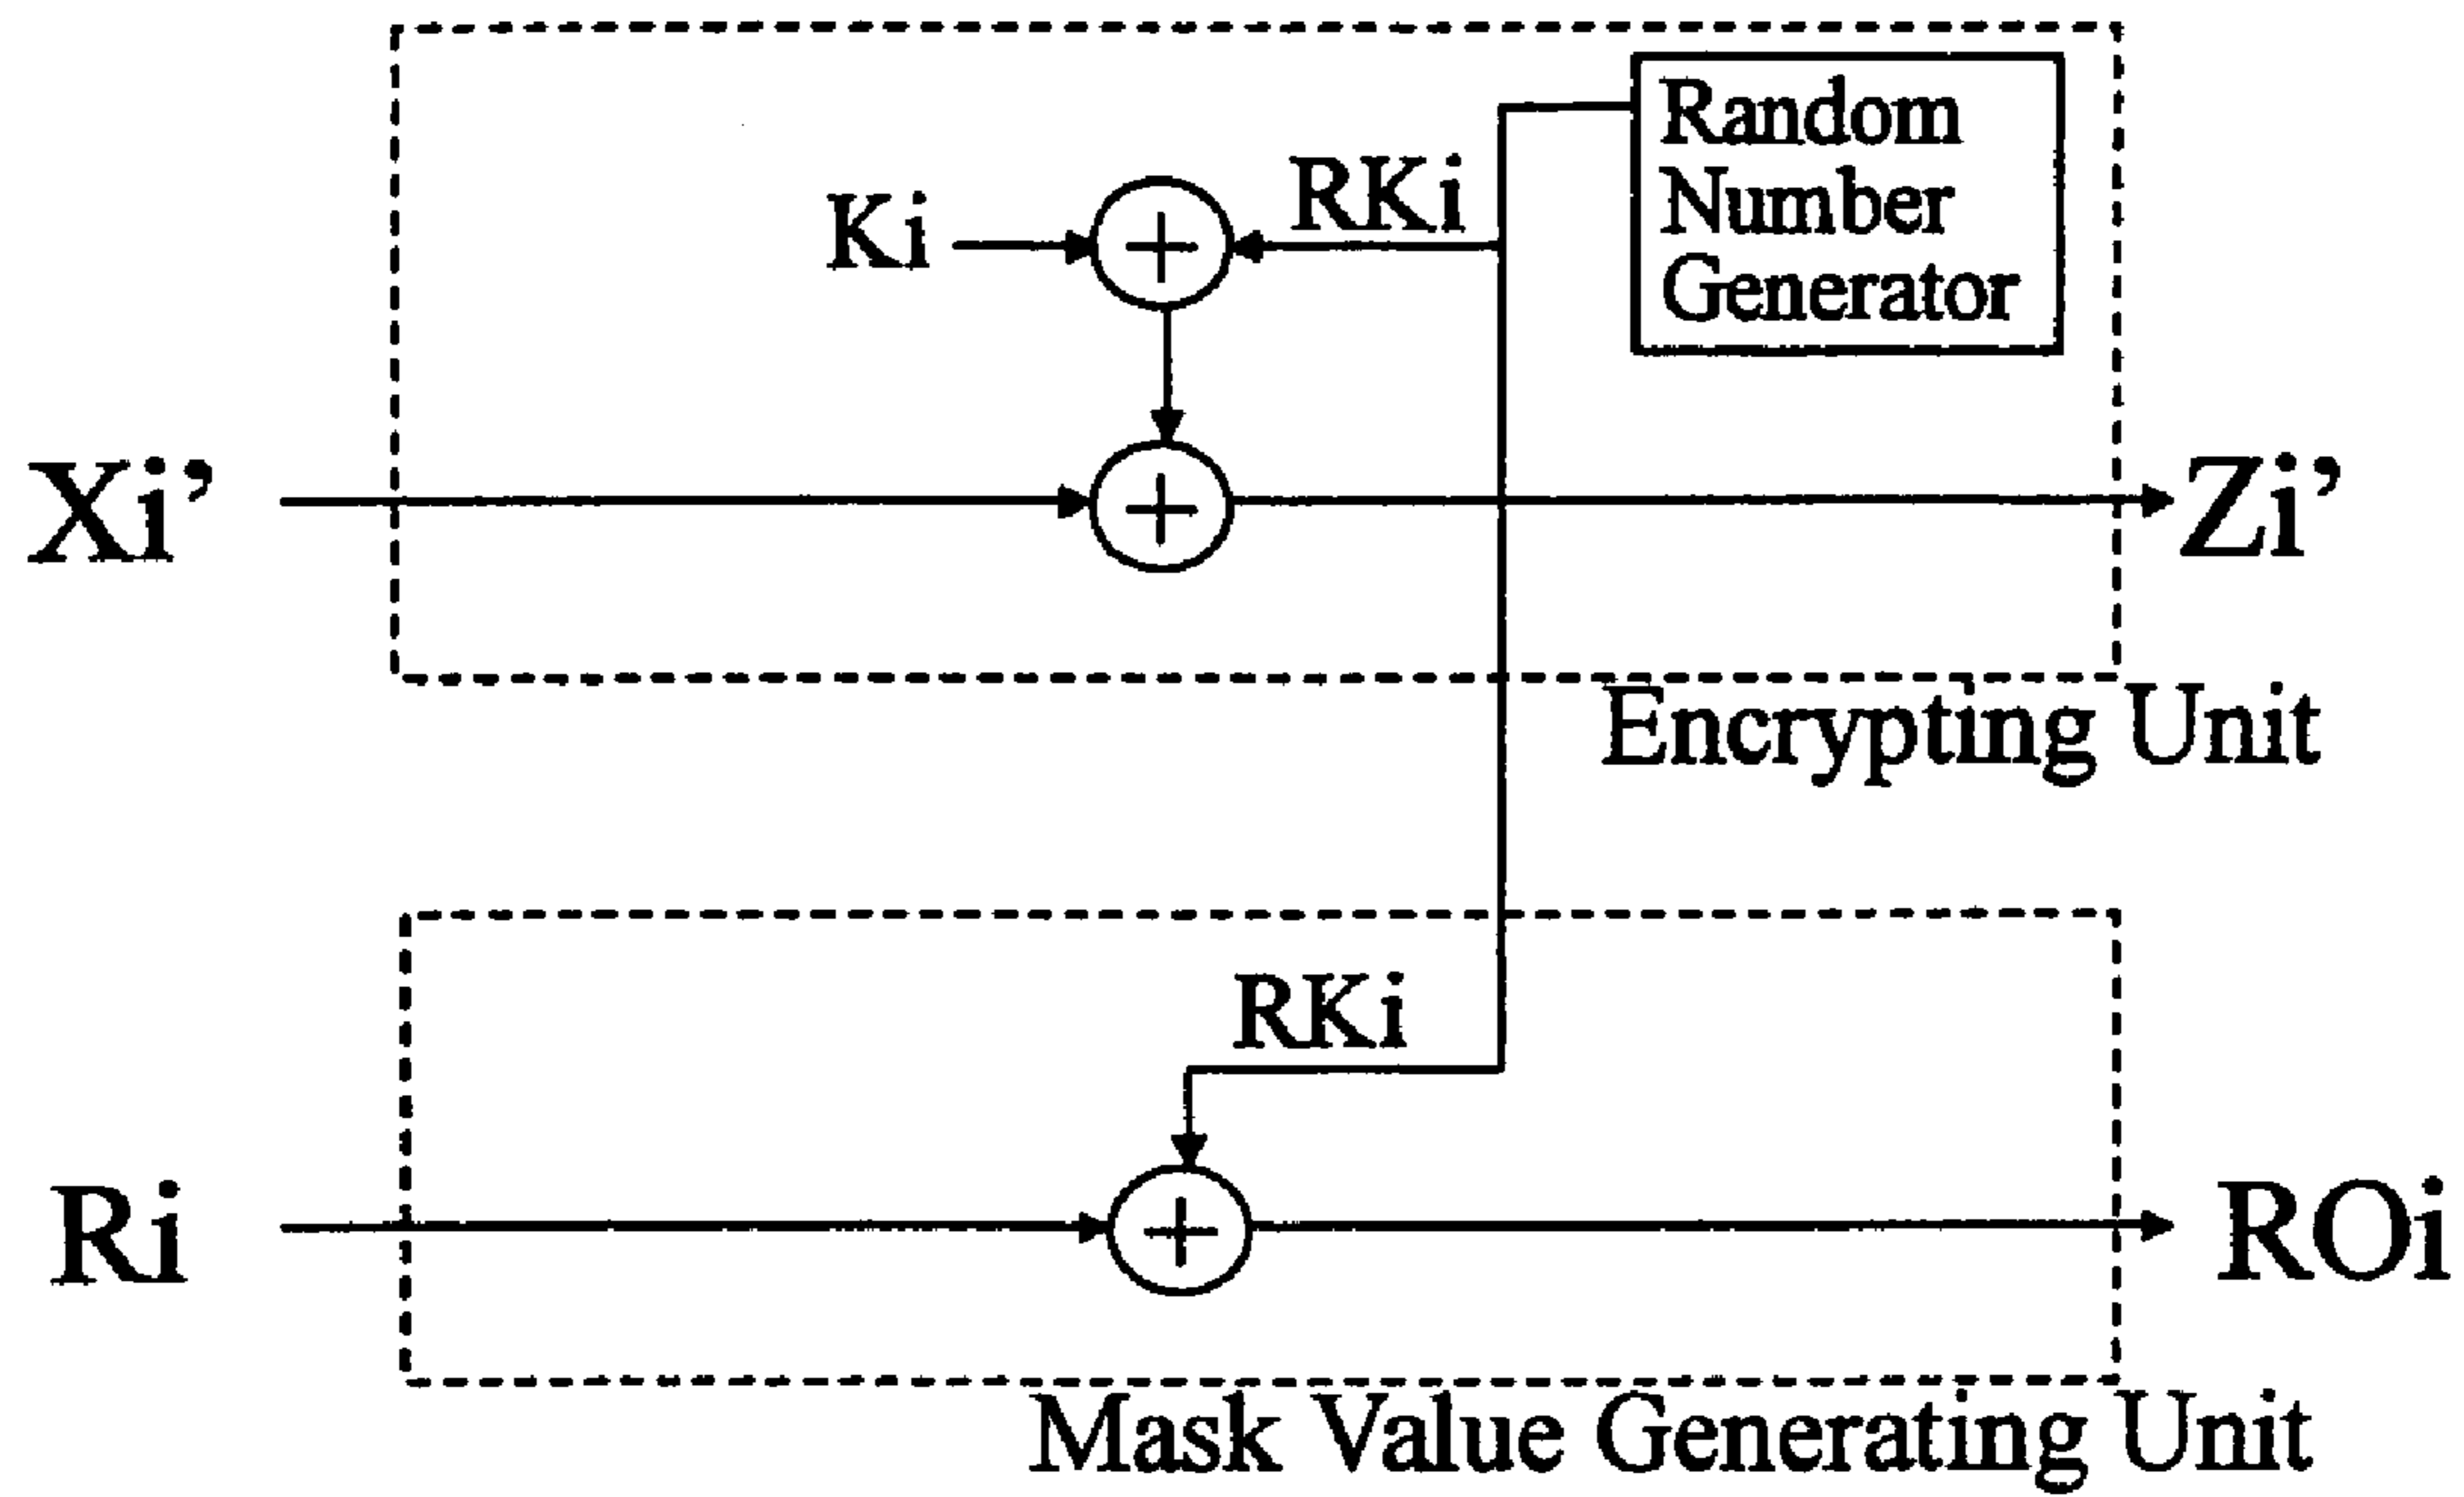 Random
Number
Generator
RKi
Ki
Xi’
Zi’
Encrypting Unit
RKi
Ri
ROi
Mask Value Generating Unit